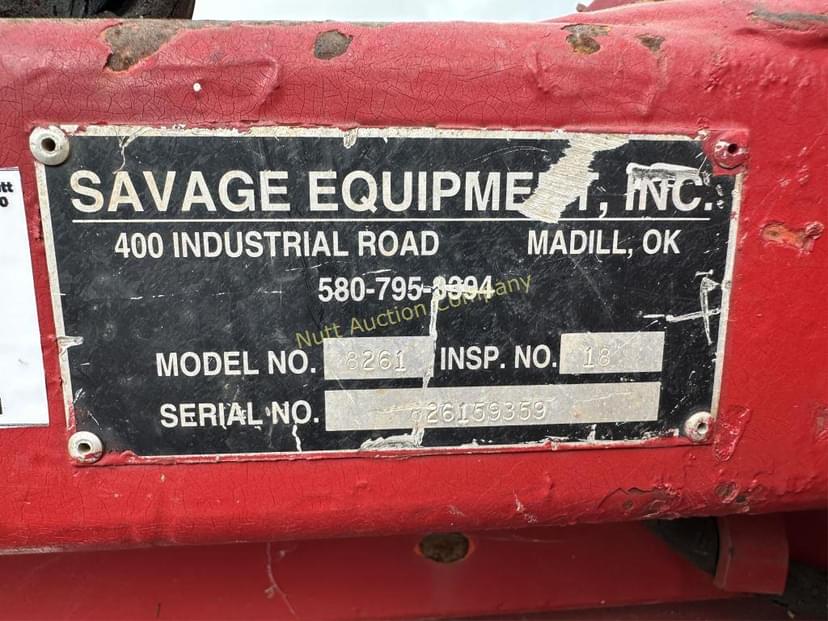 SAVAGE EQUIPMENT, INC.
400 INDUSTRIAL ROAD MADILL, OK
580-795-3394
Nutt Auction Company
MODEL NO. 8261 INSP. NO. 18
SERIAL NO. 826159359